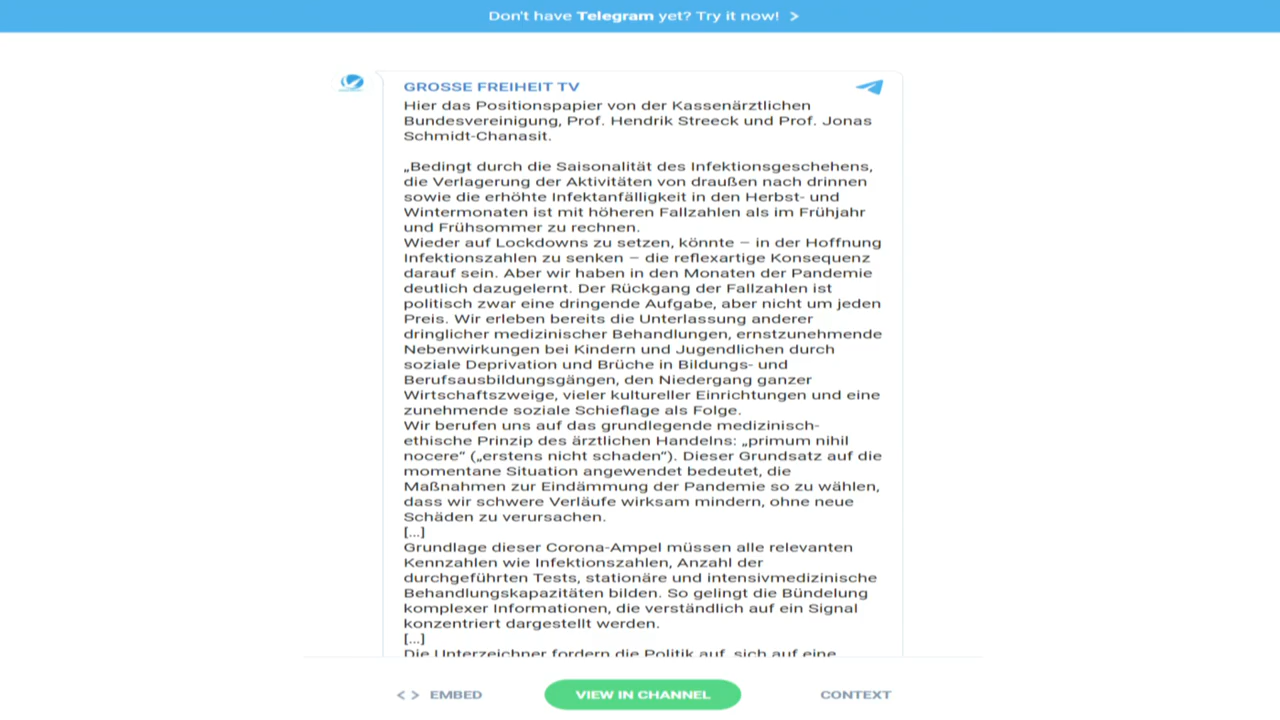 Don't have Telegram yet? Try it now!
GROSSE FREIHEIT TV
Hier das Positionspapier von der Kassenärztlichen
Bundesvereinigung, Prof. Hendrik Streeck und Prof. Jonas
Schmidt-Chanasit.
„Bedingt durch die Saisonalität des Infektionsgeschehens,
die Verlagerung der Aktivitäten von draußen nach drinnen
sowie die erhöhte Infektanfälligkeit in den Herbst- und
Wintermonaten ist mit höheren Fallzahlen als im Frühjahr
und Frühsommer zu rechnen.
Wieder auf Lockdowns zu setzen, könnte – in der Hoffnung
Infektionszahlen zu senken – die reflexartige Konsequenz
darauf sein. Aber wir haben in den Monaten der Pandemie
deutlich dazugelernt. Der Rückgang der Fallzahlen ist
politisch zwar eine dringende Aufgabe, aber nicht um jeden
Preis. Wir erleben bereits die Unterlassung anderer
dringlicher medizinischer Behandlungen, ernstzunehmende
Nebenwirkungen bei Kindern und Jugendlichen durch
soziale Deprivation und Brüche in Bildungs- und
Berufsausbildungsgängen, den Niedergang ganzer
Wirtschaftszweige, vieler kultureller Einrichtungen und eine
zunehmende soziale Schieflage als Folge.
Wir berufen uns auf das grundlegende medizinisch-
ethische Prinzip des ärztlichen Handelns: „primum nihil
nocere“ („erstens nicht schaden“). Dieser Grundsatz auf die
momentane Situation angewendet bedeutet, die
Maßnahmen zur Eindämmung der Pandemie so zu wählen,
dass wir schwere Verläufe wirksam mindern, ohne neue
Schäden zu verursachen.
[...]
Grundlage dieser Corona-Ampel müssen alle relevanten
Kennzahlen wie Infektionszahlen, Anzahl der
durchgeführten Tests, stationäre und intensivmedizinische
Behandlungskapazitäten bilden. So gelingt die Bündelung
komplexer Informationen, die verständlich auf ein Signal
konzentriert dargestellt werden.
[...]
Die Unterzeichner fordern die Politik auf, sich auf eine
EMBED
VIEW IN CHANNEL
CONTEXT